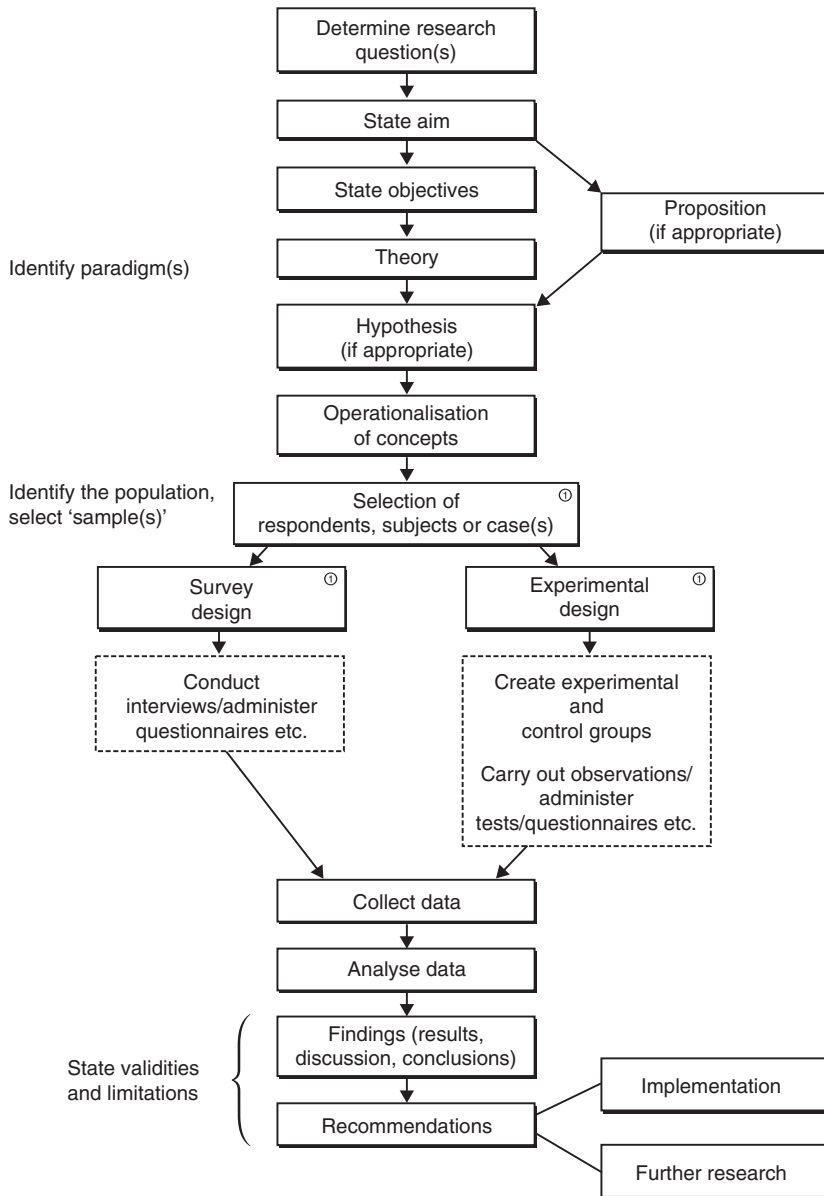 Determine research
question(s)
State aim
State objectives
Proposition
(if appropriate)
Theory
Identify paradigm(s)
Hypothesis
(if appropriate)
Operationalisation
of concepts
Identify the population,
select ‘sample(s)’
Selection of
respondents, subjects or case(s)
①
Survey
design
①
Experimental
design
①
Conduct
interviews/administer
questionnaires etc.
Create experimental
and
control groups
Carry out observations/
administer
tests/questionnaires etc.
Collect data
Analyse data
Findings (results,
discussion, conclusions)
State validities
and limitations
Recommendations
Implementation
Further research